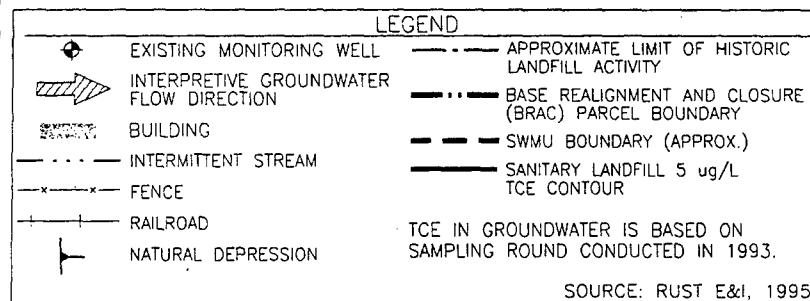 LEGEND
EXISTING MONITORING WELL
INTERPRETIVE GROUNDWATER
FLOW DIRECTION
BUILDING
INTERMITTENT STREAM
FENCE
RAILROAD
NATURAL DEPRESSION
APPROXIMATE LIMIT OF HISTORIC
LANDFILL ACTIVITY
BASE REALIGNMENT AND CLOSURE
(BRAC) PARCEL BOUNDARY
SWMU BOUNDARY (APPROX.)
SANITARY LANDFILL 5 ug/L
TCE CONTOUR
TCE IN GROUNDWATER IS BASED ON
SAMPLING ROUND CONDUCTED IN 1993.
SOURCE: RUST E&I, 1995